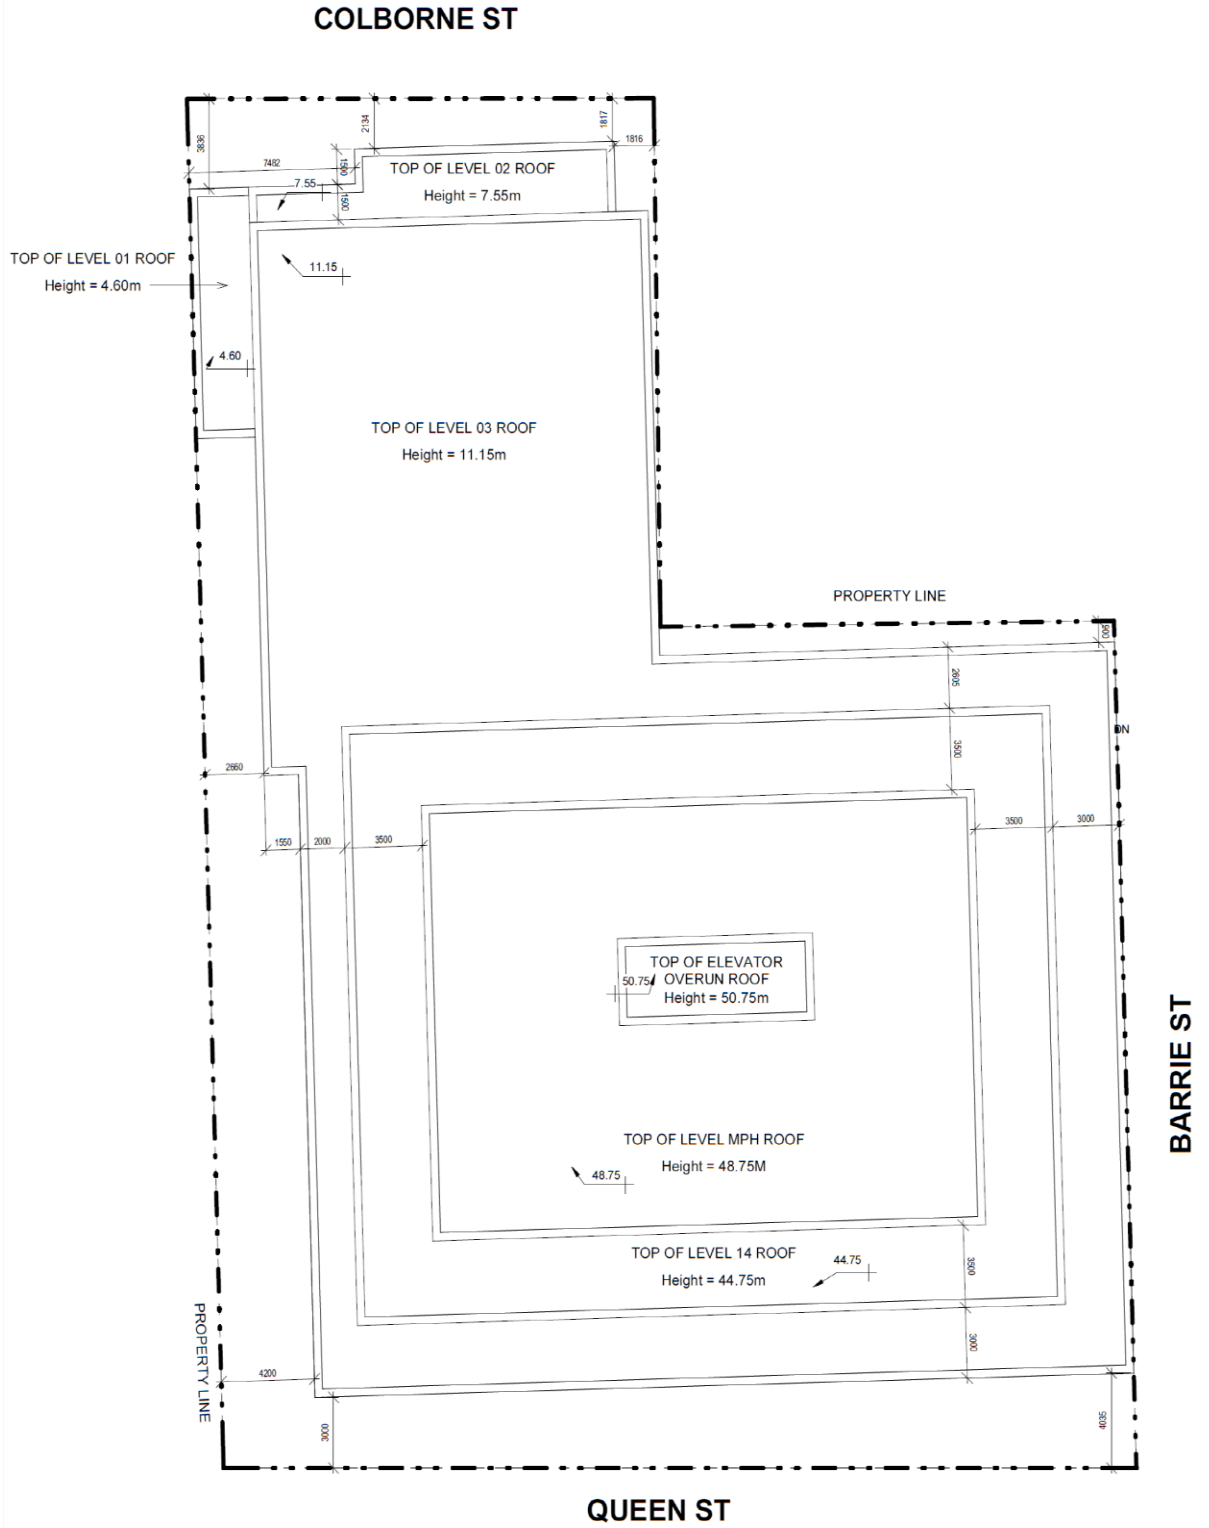 COLBORNE ST
3836
2134
1817
1816
7482
1500
TOP OF LEVEL 02 ROOF
Height = 7.55m
7.55
1500
TOP OF LEVEL 01 ROOF
Height = 4.60m
11.15
4.60
TOP OF LEVEL 03 ROOF
Height = 11.15m
PROPERTY LINE
900
2605
DN
3500
2660
1550
2000
3500
3500
3000
TOP OF ELEVATOR
OVERUN ROOF
Height = 50.75m
50.75
BARRIE ST
TOP OF LEVEL MPH ROOF
Height = 48.75M
48.75
TOP OF LEVEL 14 ROOF
Height = 44.75m
44.75
3500
3000
PROPERTY LINE
4200
3000
4035
QUEEN ST